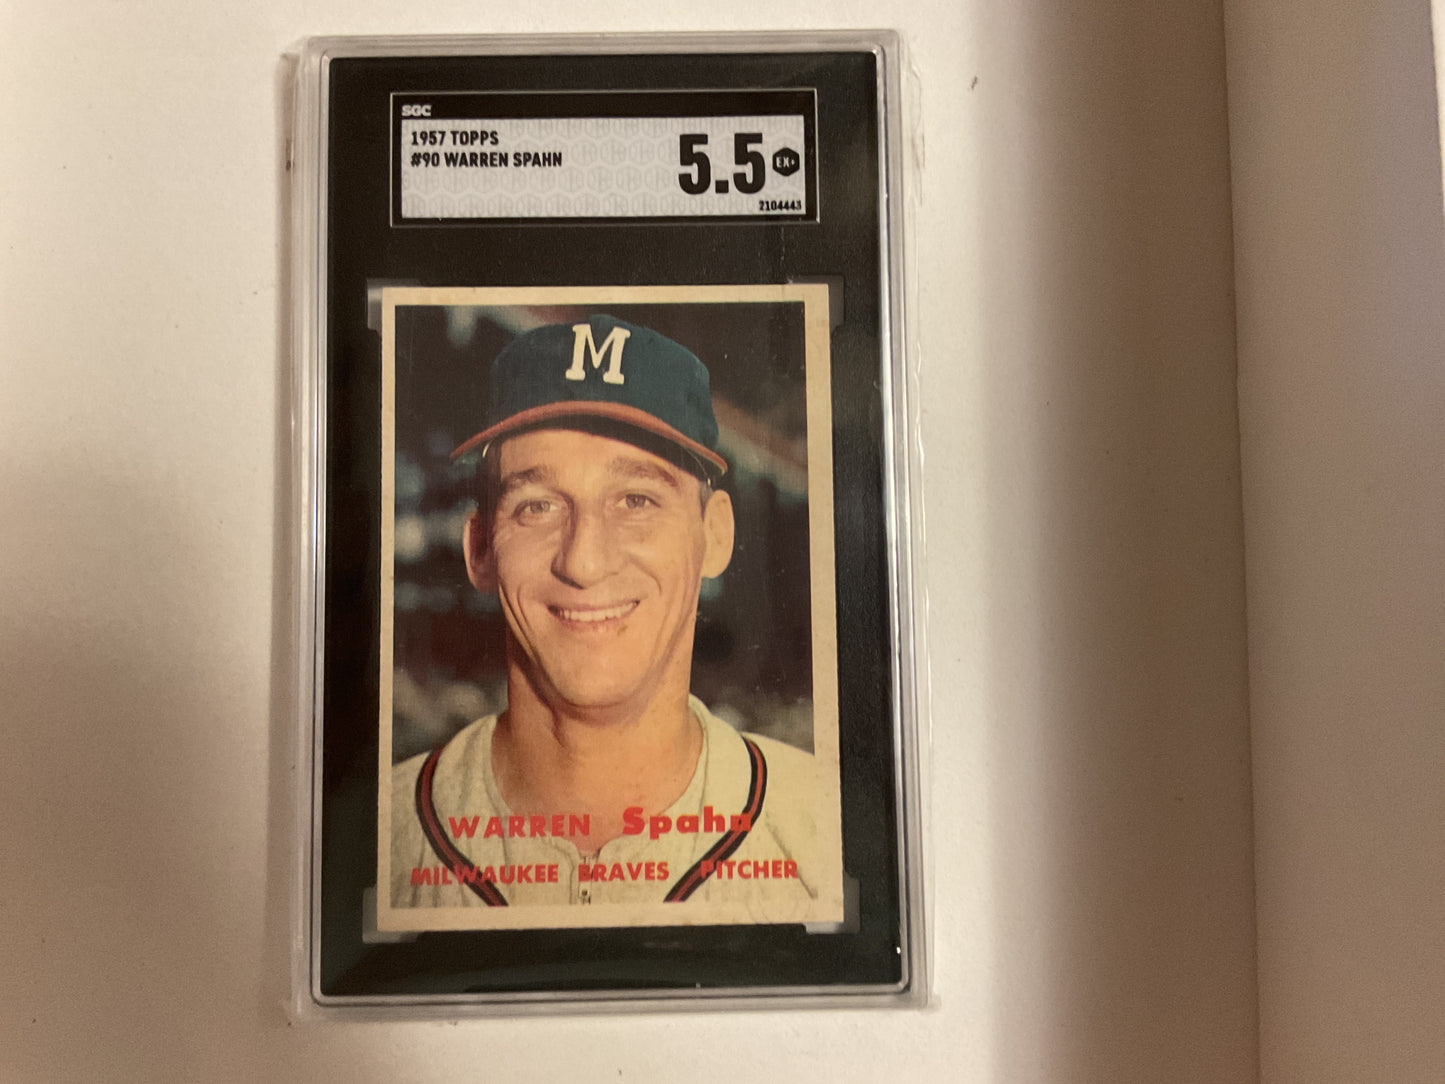 SGC
1957 TOPPS
#90 WARREN SPAHN
5.5
EX+
2104443
M
WARREN Spahn
MILWAUKEE BRAVES PITCHER